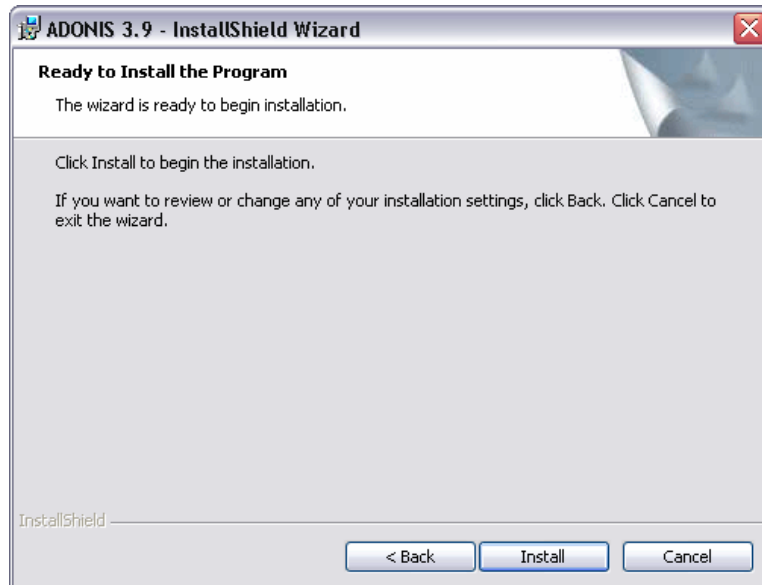 ADONIS 3.9 - InstallShield Wizard
Ready to Install the Program
The wizard is ready to begin installation.
Click Install to begin the installation.
If you want to review or change any of your installation settings, click Back. Click Cancel to
exit the wizard.
InstallShield
< Back
Install
Cancel